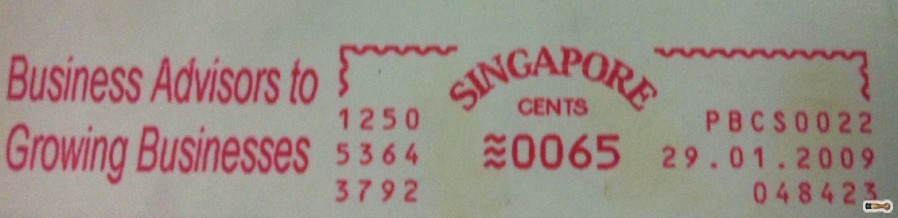 Business Advisors to
Growing Businesses
1250
5364
3792
SINGAPORE
CENTS
≋0065
PBCS0022
29.01.2009
048423